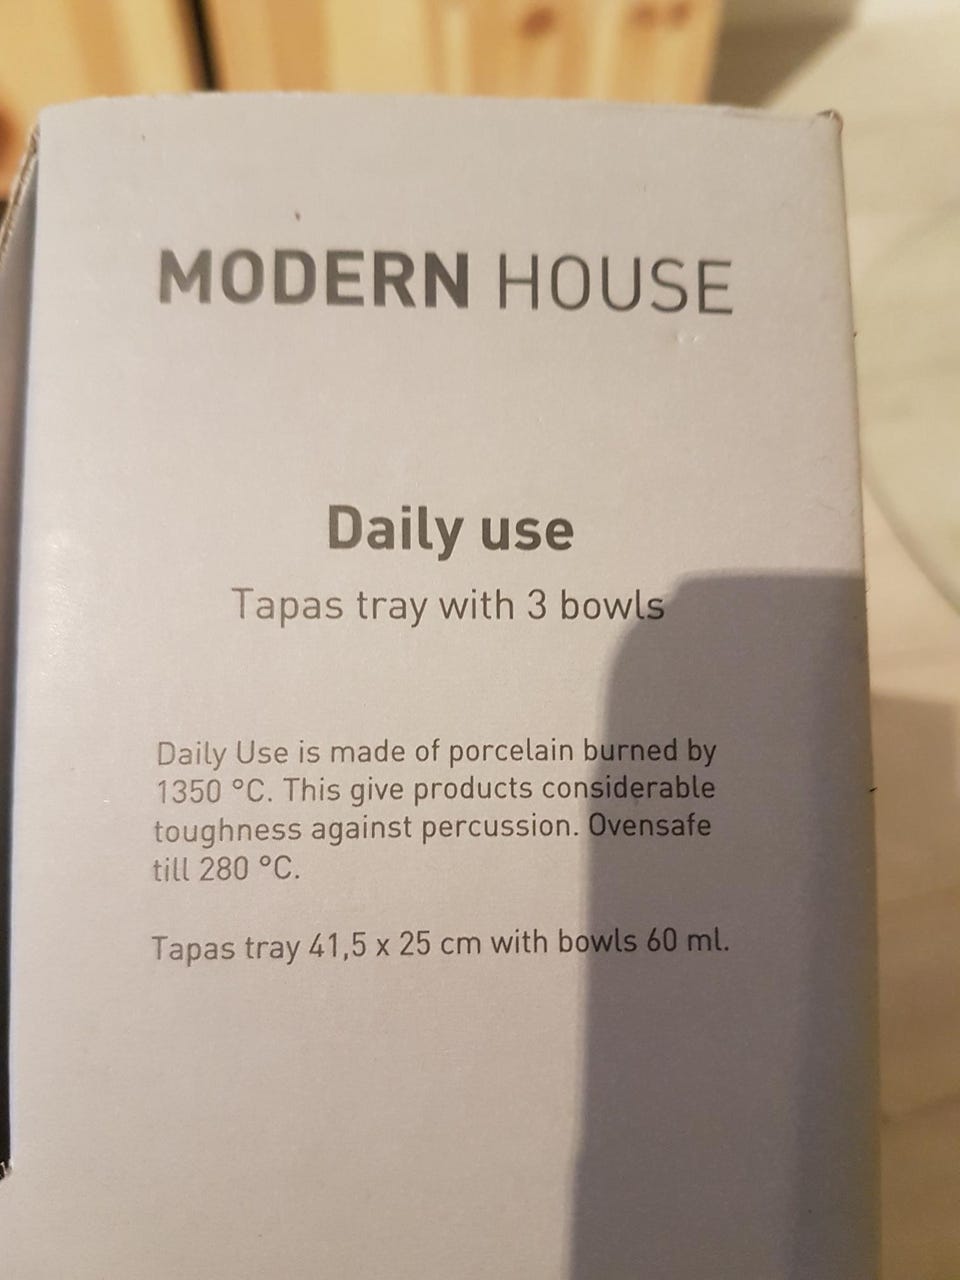 MODERN HOUSE
Daily use
Tapas tray with 3 bowls
Daily Use is made of porcelain burned by
1350 °C. This give products considerable
toughness against percussion. Ovensafe
till 280 °C.
Tapas tray 41,5 x 25 cm with bowls 60 ml.